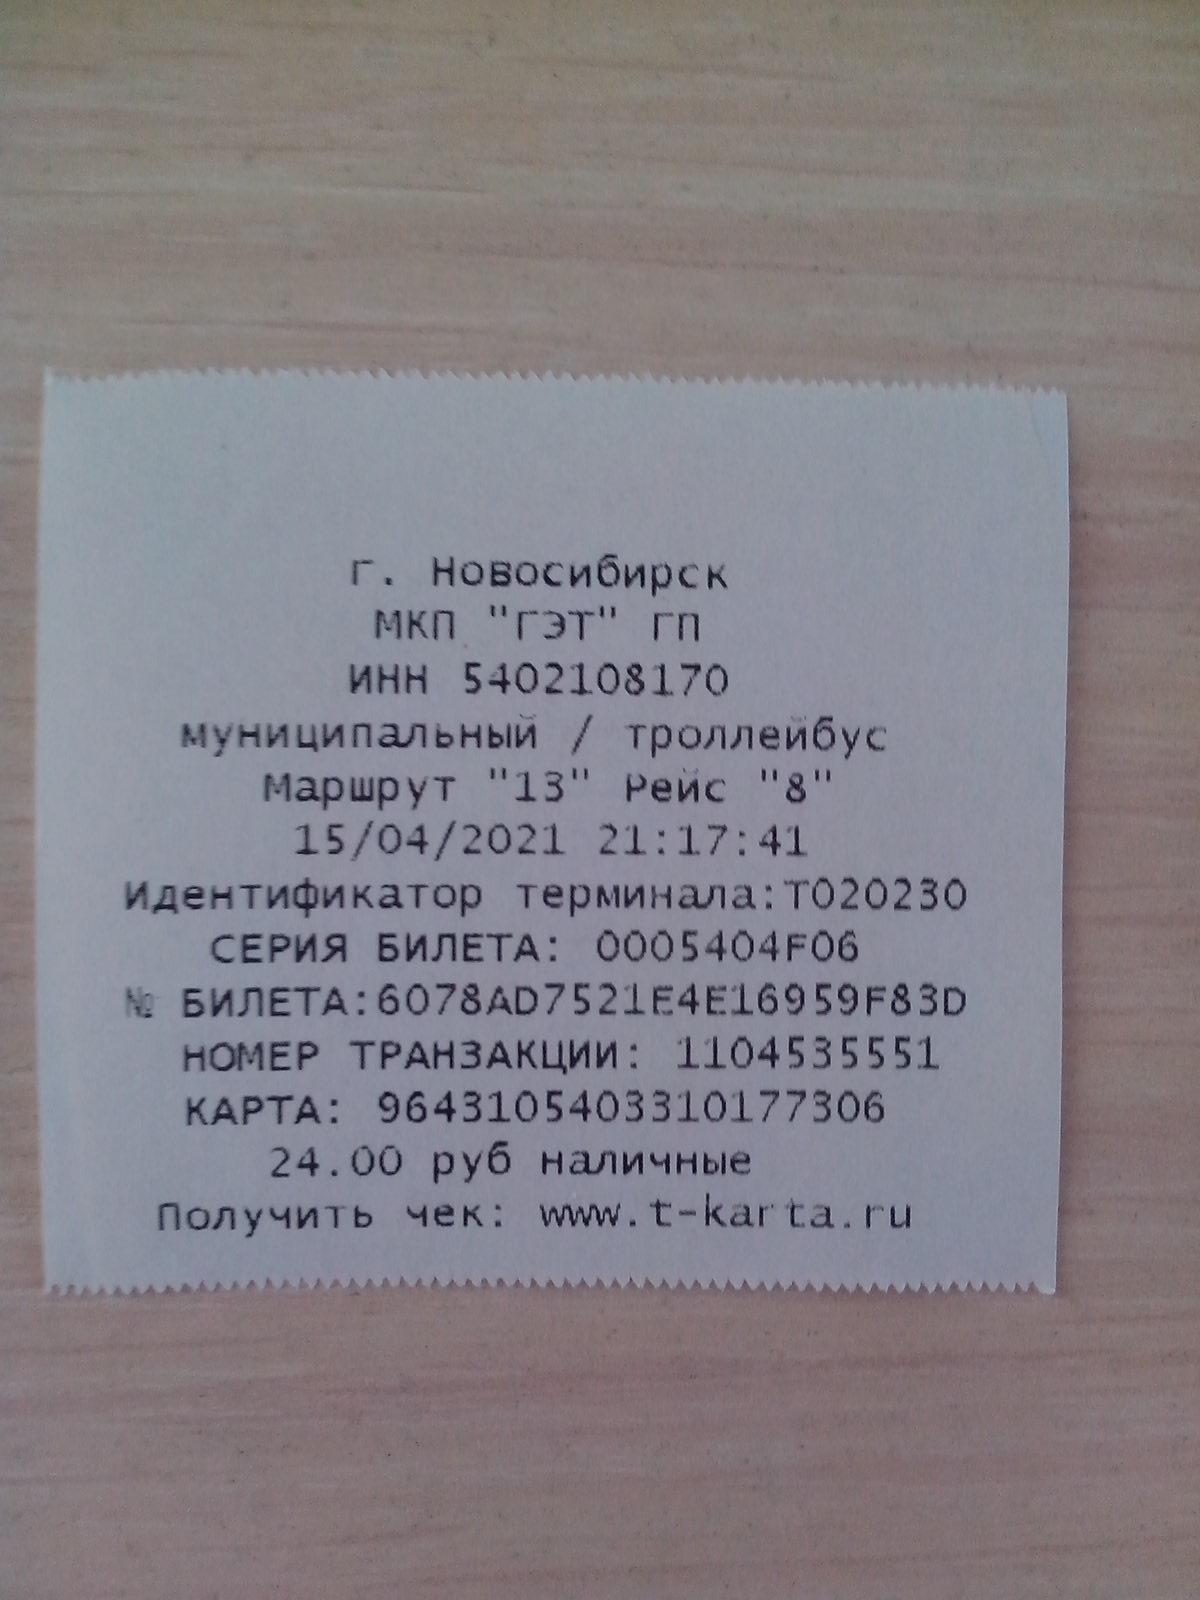 г. Новосибирск
МКП "ГЭТ" ГП
ИНН 5402108170
муниципальный / троллейбус
Маршрут "13" Рейс "8"
15/04/2021 21:17:41
Идентификатор терминала:T020230
СЕРИЯ БИЛЕТА: 0005404F06
№ БИЛЕТА:6078AD7521E4E16959F83D
НОМЕР ТРАНЗАКЦИИ: 1104535551
КАРТА: 9643105403310177306
24.00 руб наличные
Получить чек: www.t-karta.ru